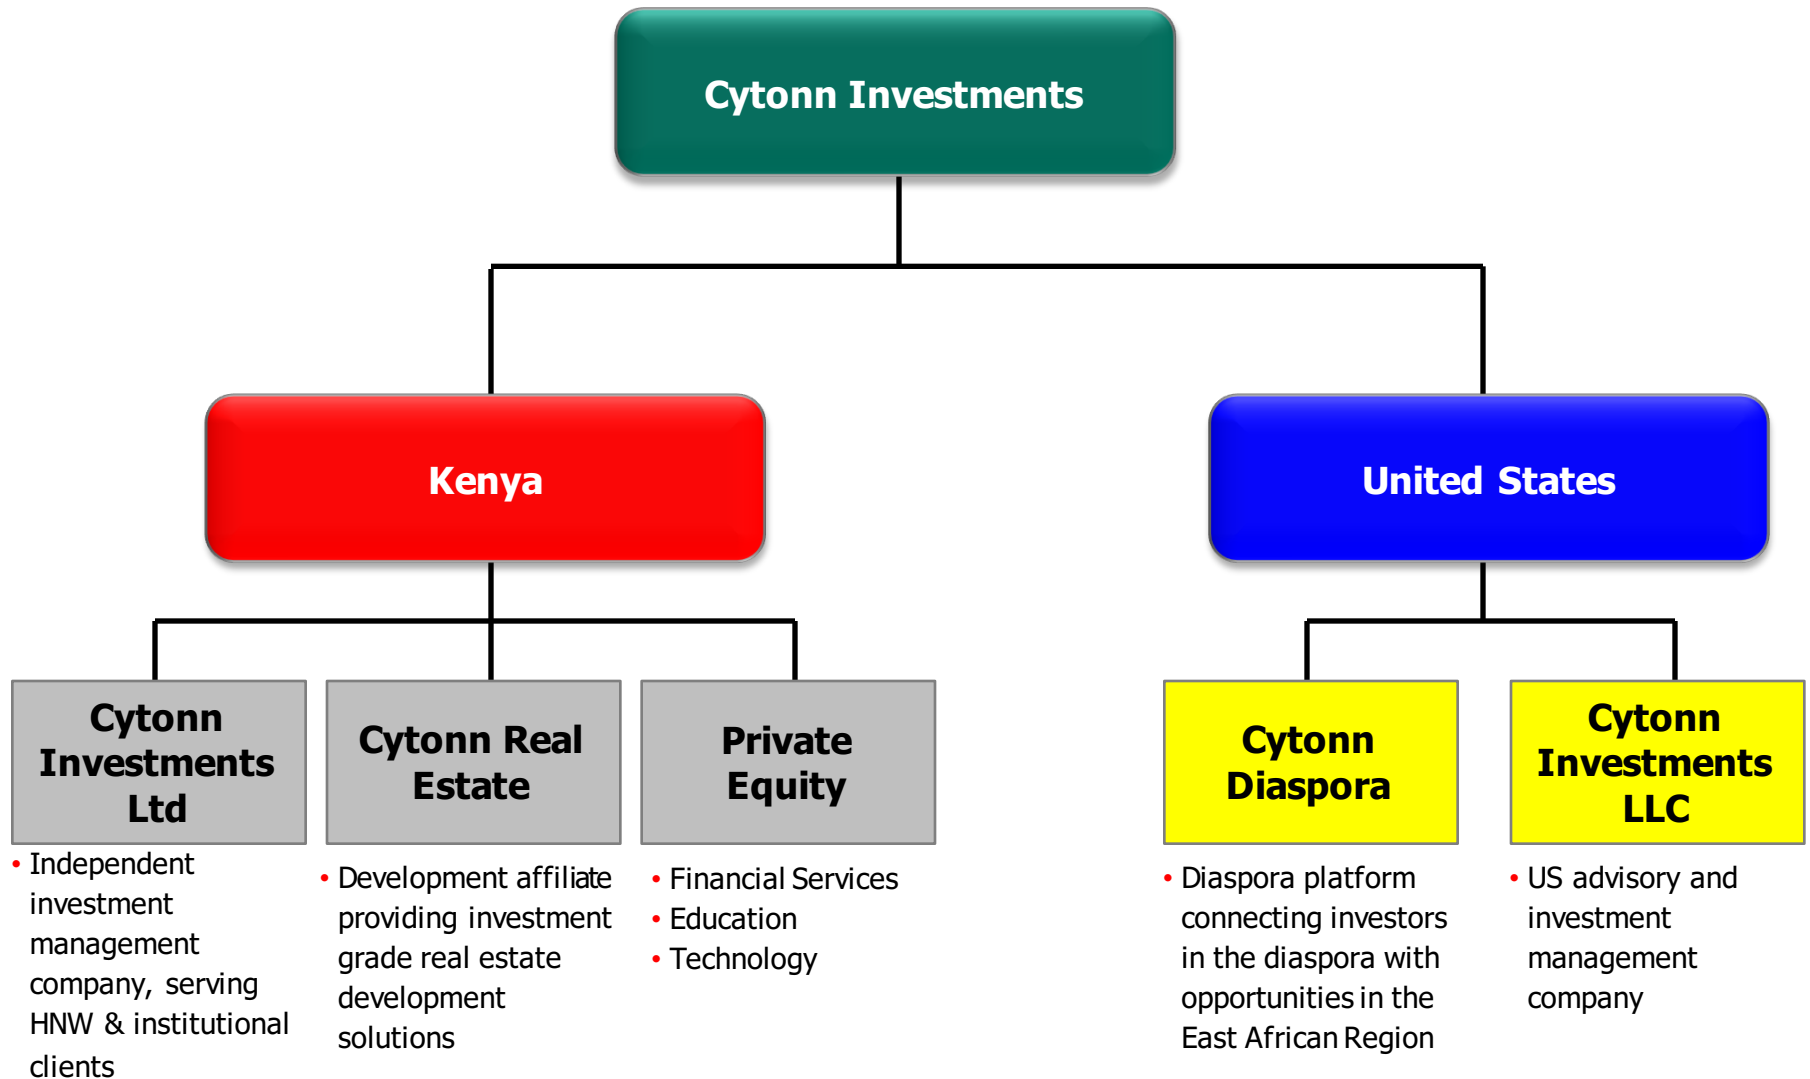 Cytonn Investments
Kenya
United States
Cytonn
Investments
Ltd
Cytonn Real
Estate
Private
Equity
Cytonn
Diaspora
Cytonn
Investments
LLC
• Independent
investment
management
company, serving
HNW & institutional
clients
• Development affiliate
providing investment
grade real estate
development
solutions
• Financial Services
• Education
• Technology
• Diaspora platform
connecting investors
in the diaspora with
opportunities in the
East African Region
• US advisory and
investment
management
company